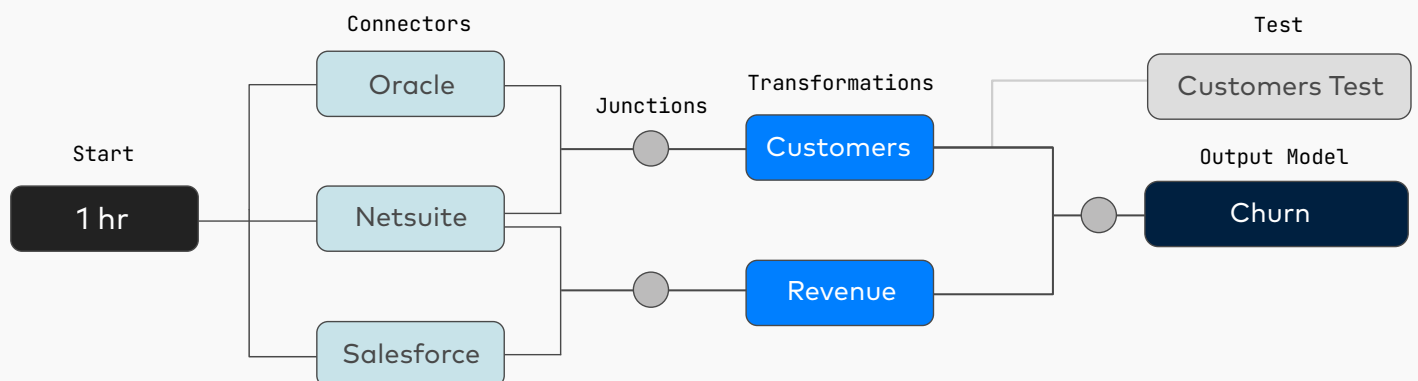 Start
1 hr
Connectors
Oracle
Netsuite
Salesforce
Junctions
Transformations
Customers
Revenue
Test
Customers Test
Output Model
Churn